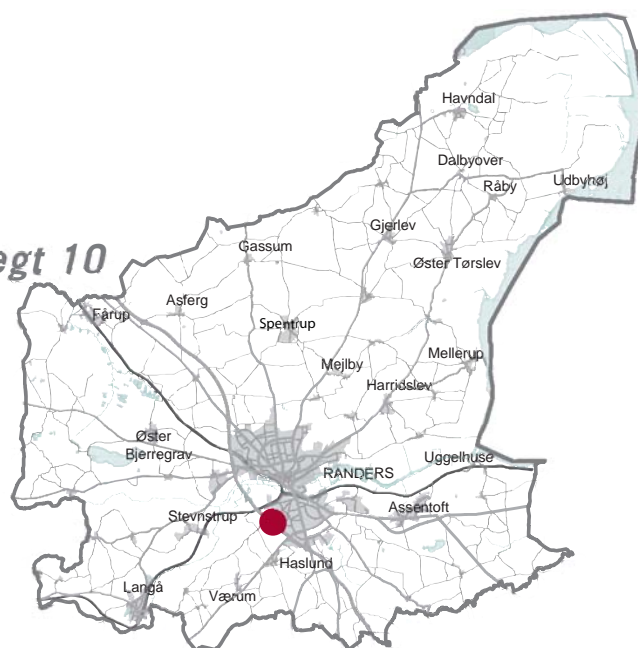 Havndal
Dalbyover
Råby
Udbyhøj
Gjerlev
Gassum
Øster Tørslev
egt 10
Asferg
Fårup
Spentrup
Mejlby
Mellerup
Harridslev
Øster
Bjerregrav
Uggelhuse
RANDERS
Stevnstrup
Assentoft
Haslund
Langå
Værum